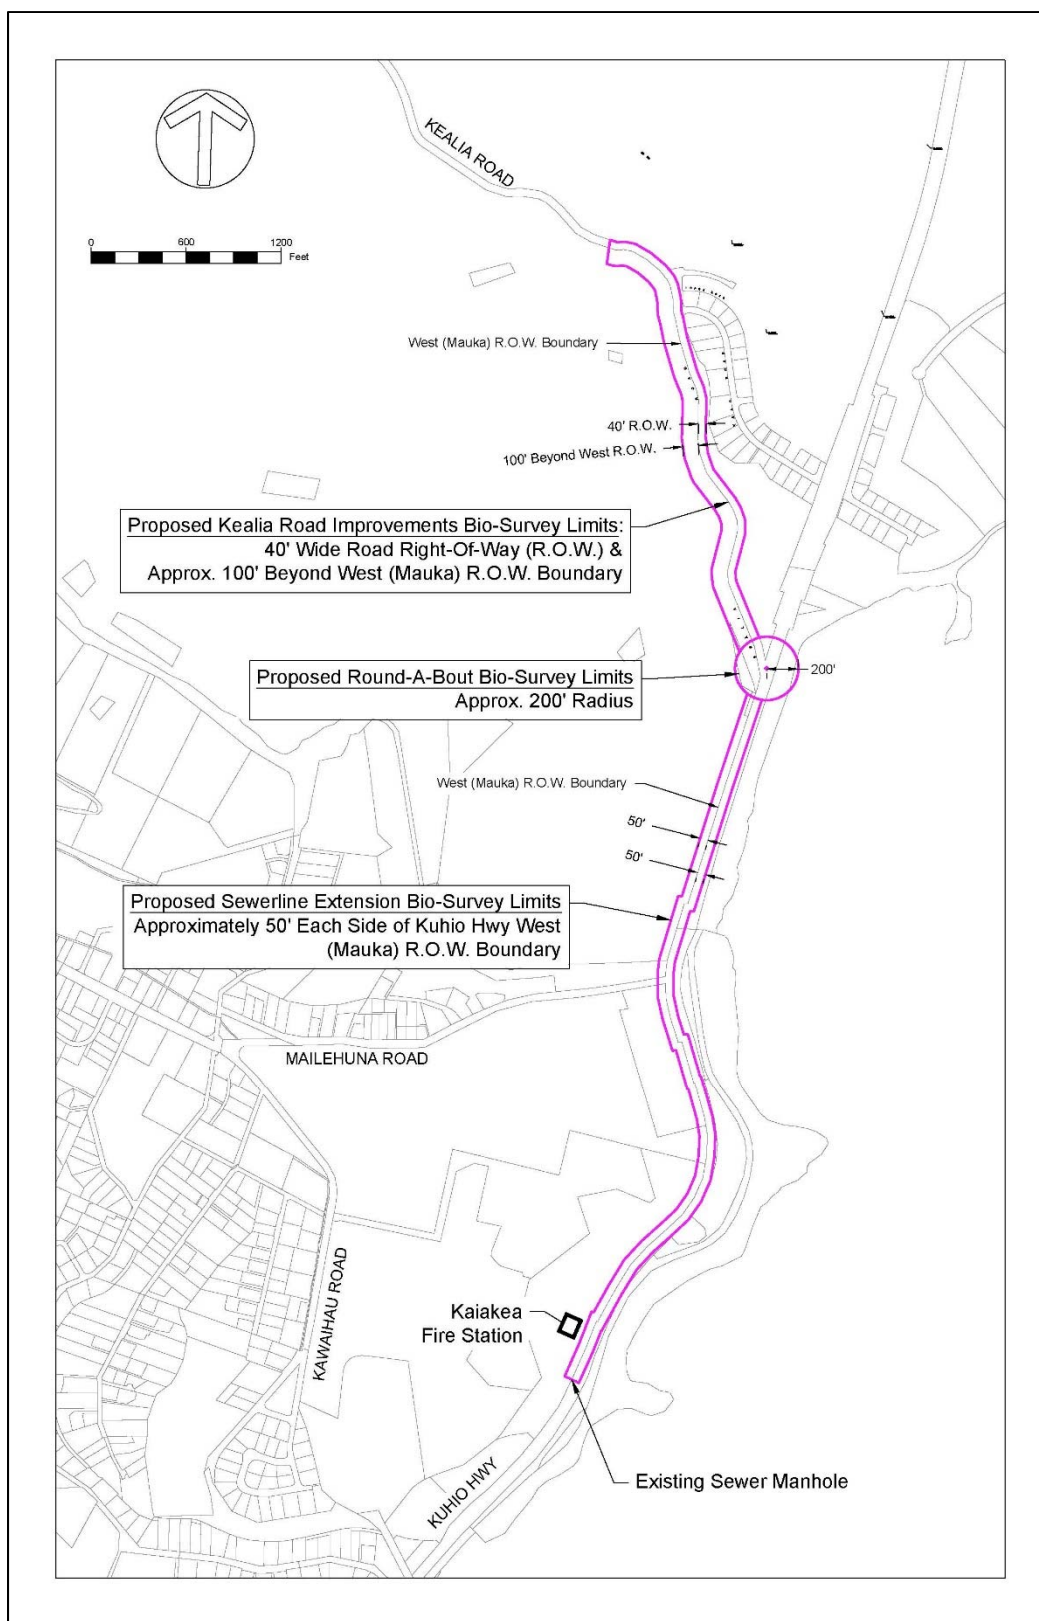 KEALIA ROAD
0 600 1200
Feet
West (Mauka) R.O.W. Boundary
40' R.O.W.
100' Beyond West R.O.W.
Proposed Kealia Road Improvements Bio-Survey Limits:
40' Wide Road Right-Of-Way (R.O.W.) &
Approx. 100' Beyond West (Mauka) R.O.W. Boundary
Proposed Round-A-Bout Bio-Survey Limits
Approx. 200' Radius
200'
West (Mauka) R.O.W. Boundary
50'
50'
Proposed Sewerline Extension Bio-Survey Limits
Approximately 50' Each Side of Kuhio Hwy West
(Mauka) R.O.W. Boundary
MAILEHUNA ROAD
KAWAIHAU ROAD
Kaiakea
Fire Station
KUHIO HWY
Existing Sewer Manhole